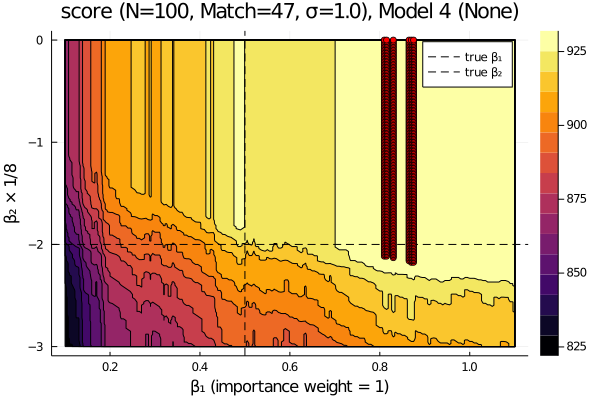 score (N=100, Match=47, σ=1.0), Model 4 (None)
true β₁
true β₂
0
−1
−2
−3
β₂ × 1/8
0.2 0.4 0.6 0.8 1.0
β₁ (importance weight = 1)
925
900
875
850
825